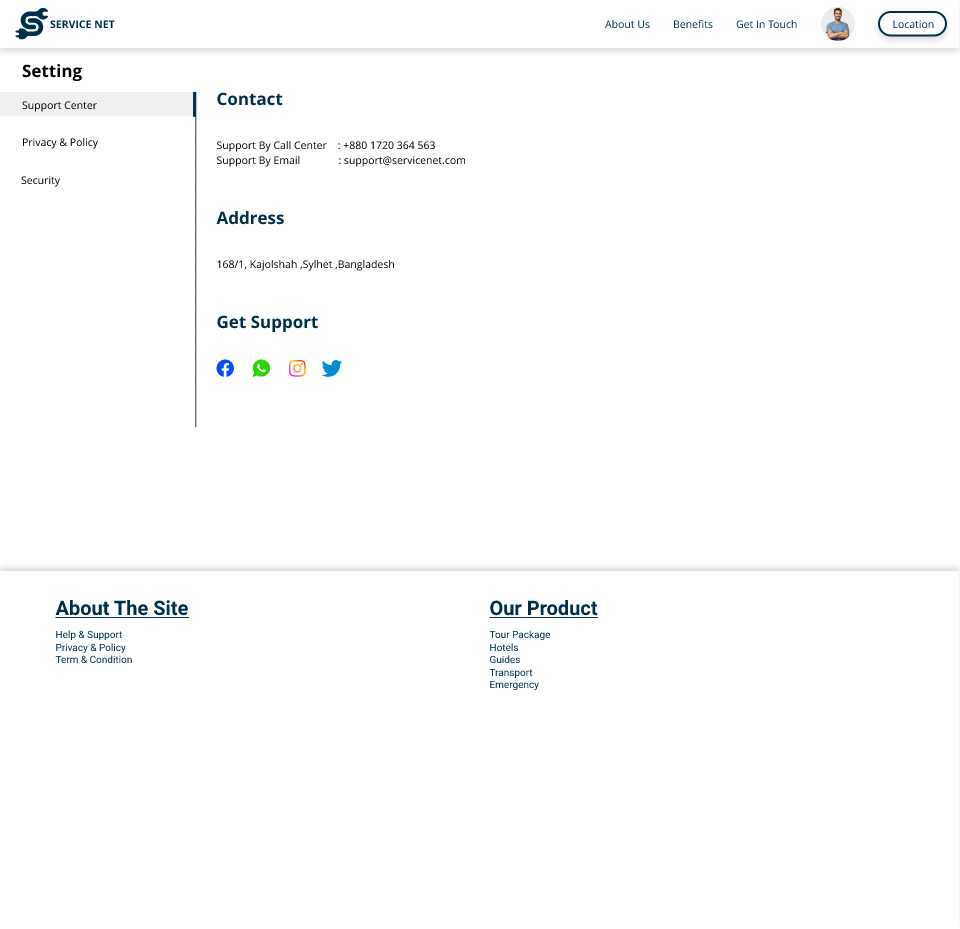 SERVICE NET
About Us
Benefits
Get In Touch
Location
Setting
Support Center
Privacy & Policy
Security
Contact
Support By Call Center : +880 1720 364 563
Support By Email : support@servicenet.com
Address
168/1, Kajolshah ,Sylhet ,Bangladesh
Get Support
About The Site
Help & Support
Privacy & Policy
Term & Condition
Our Product
Tour Package
Hotels
Guides
Transport
Emergency